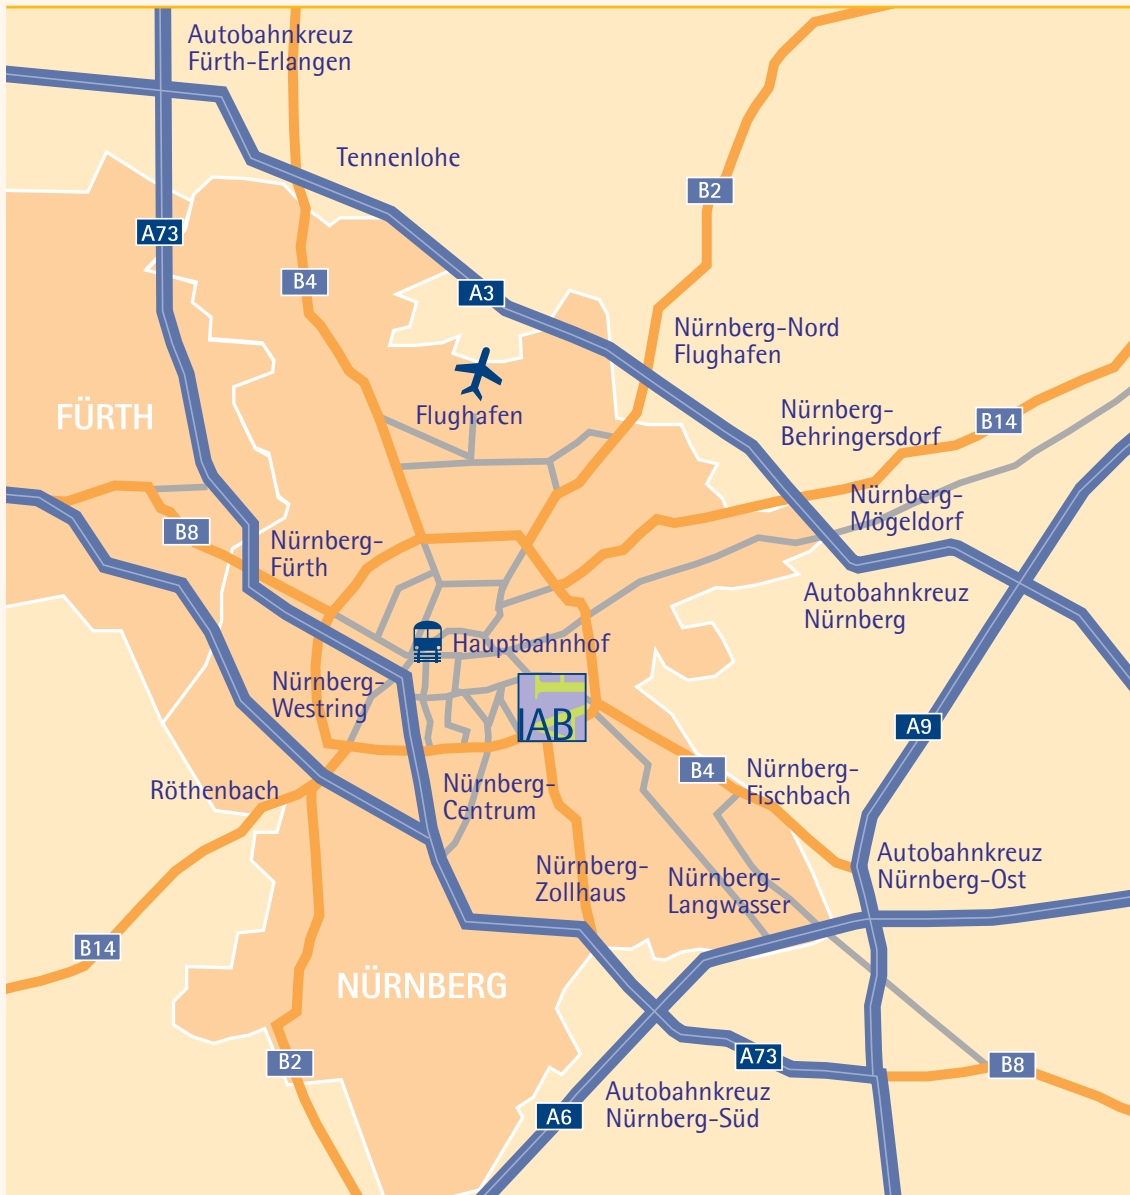 Autobahnkreuz
Fürth-Erlangen
Tennenlohe
B2
A73
B4
A3
Nürnberg-Nord
Flughafen
Flughafen
FÜRTH
Nürnberg-
Behringersdorf
B14
Nürnberg-
Mögeldorf
B8
Nürnberg-
Fürth
Autobahnkreuz
Nürnberg
Hauptbahnhof
Nürnberg-
Westring
IAB
A9
B4
Nürnberg-
Fischbach
Röthenbach
Nürnberg-
Centrum
Autobahnkreuz
Nürnberg-Ost
Nürnberg-
Zollhaus
Nürnberg-
Langwasser
B14
NÜRNBERG
B2
A73
B8
Autobahnkreuz
Nürnberg-Süd
A6